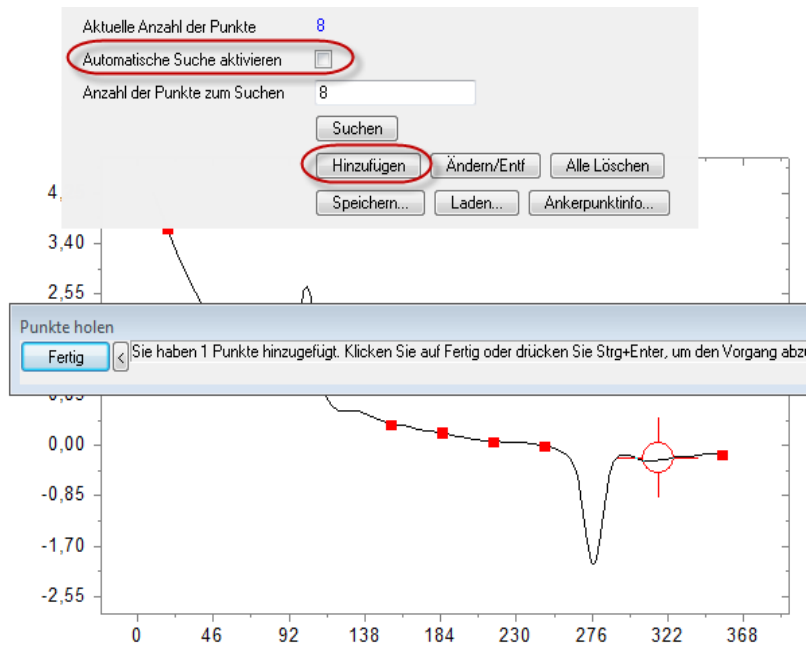 Aktuelle Anzahl der Punkte 8
Automatische Suche aktivieren
Anzahl der Punkte zum Suchen 8
Suchen
Hinzufügen Ändern/Entf Alle Löschen
Speichern... Laden... Ankerpunktinfo...
4,
3,40
2,55
Punkte holen
Fertig < Sie haben 1 Punkte hinzugefügt. Klicken Sie auf Fertig oder drücken Sie Strg+Enter, um den Vorgang abzu
0,00
-0,85
-1,70
-2,55
0 46 92 138 184 230 276 322 368